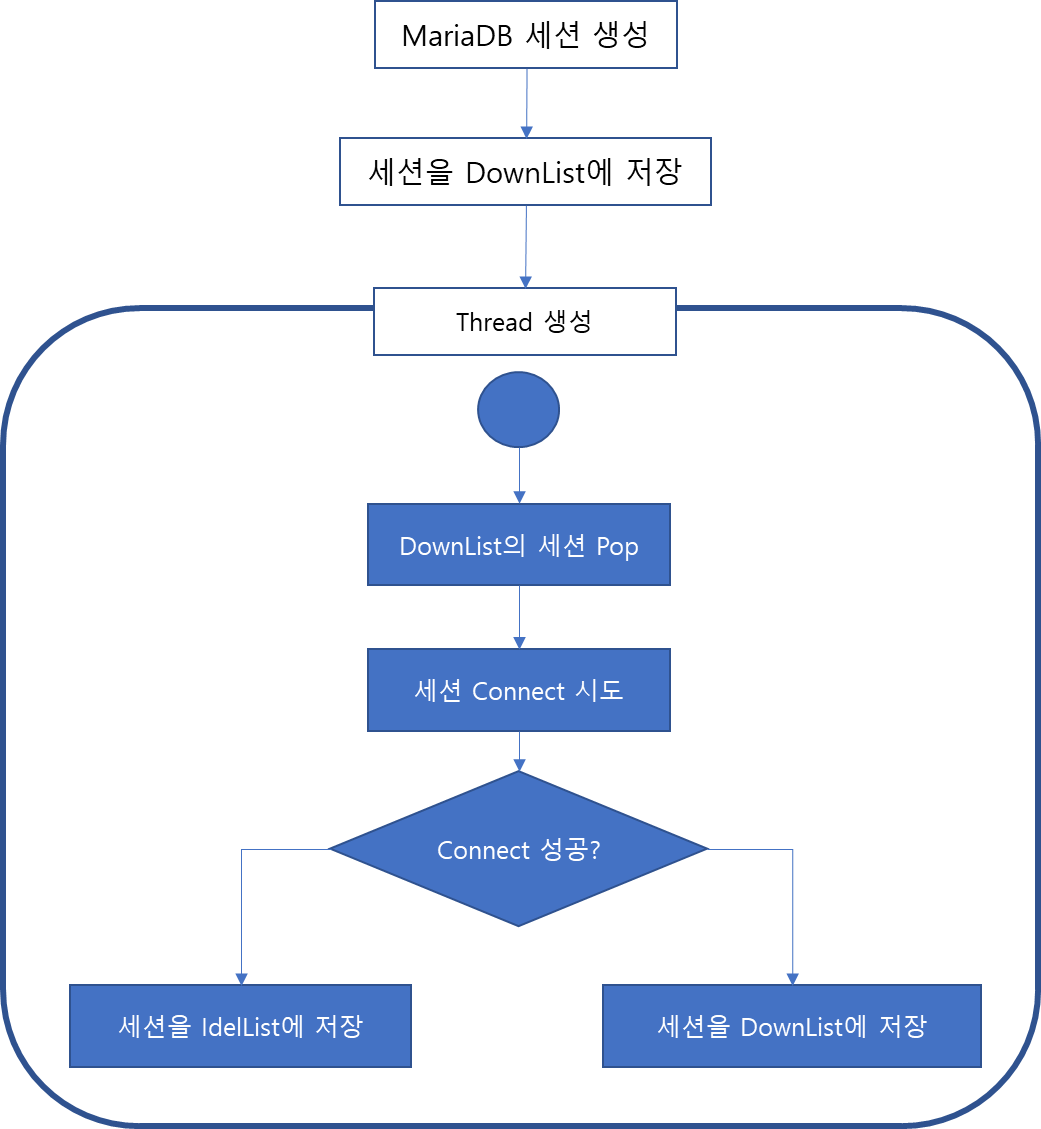 MariaDB 세션 생성
세션을 DownList에 저장
Thread 생성
DownList의 세션 Pop
세션 Connect 시도
Connect 성공?
세션을 IdelList에 저장
세션을 DownList에 저장